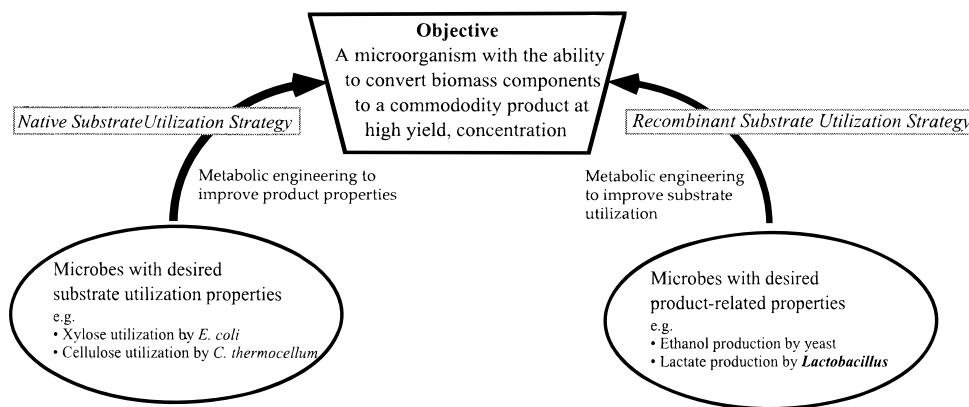 Objective
A microorganism with the ability
to convert biomass components
to a commododity product at
high yield, concentration
Native SubstrateUtilization Strategy
Recombinant Substrate Utilization Strategy
Metabolic engineering to
improve product properties
Metabolic engineering
to improve substrate
utilization
Microbes with desired
substrate utilization properties
e.g.
• Xylose utilization by E. coli
• Cellulose utilization by C. thermocellum
Microbes with desired
product-related properties
e.g.
• Ethanol production by yeast
• Lactate production by Lactobacillus